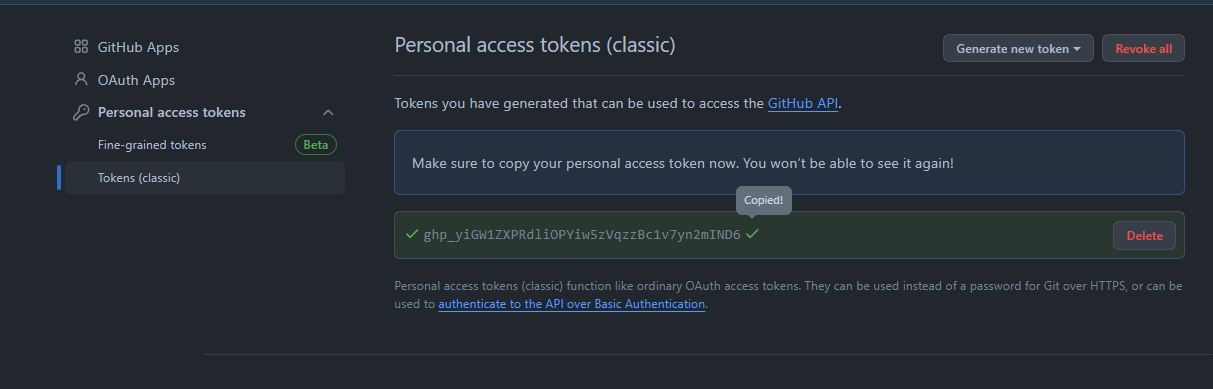 GitHub Apps
OAuth Apps
Personal access tokens
Fine-grained tokens
Beta
Tokens (classic)
Personal access tokens (classic)
Generate new token
Revoke all
Tokens you have generated that can be used to access the GitHub API.
Make sure to copy your personal access token now. You won’t be able to see it again!
Copied!
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
Delete
Personal access tokens (classic) function like ordinary OAuth access tokens. They can be used instead of a password for Git over HTTPS, or can be
used to authenticate to the API over Basic Authentication.